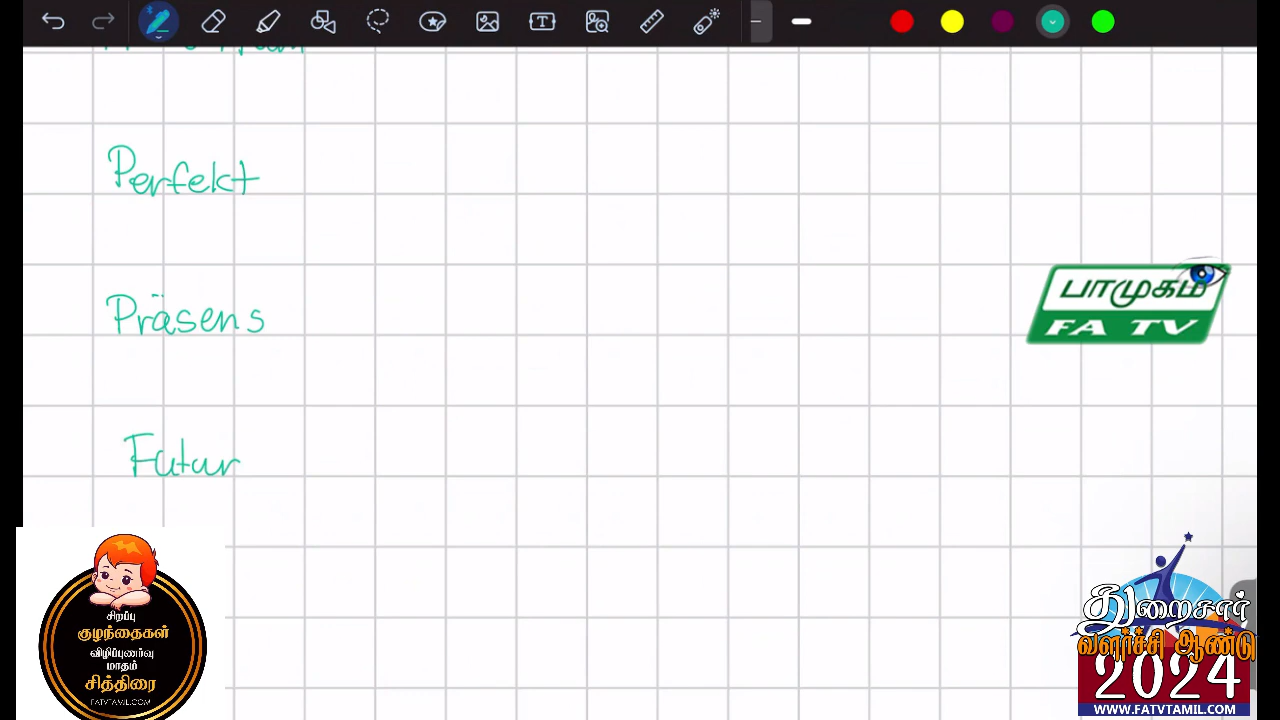 Perfekt
Präsens
Futur
பாமுகம்
FA TV
சிறப்பு
குழந்தைகள்
விழிப்புணர்வு
மாதம்
சித்திரை
FATVTAMIL.COM
துறைசார்
வளர்ச்சி ஆண்டு
2024
WWW.FATVTAMIL.COM